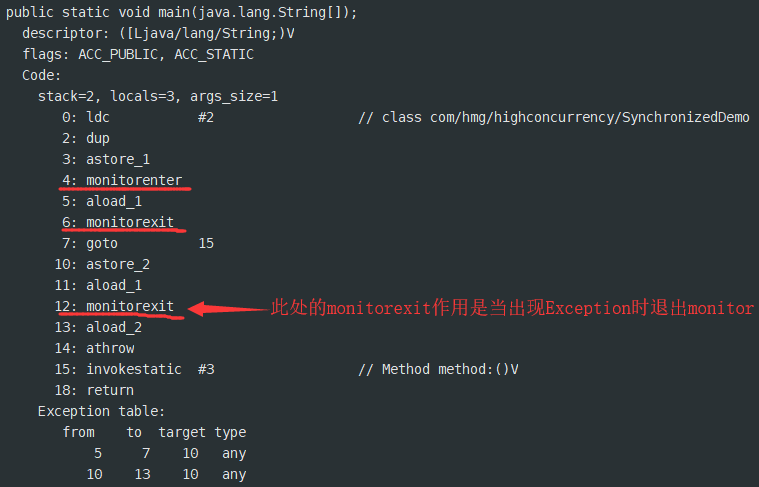 public static void main(java.lang.String[]);
descriptor: ([Ljava/lang/String;)V
flags: ACC_PUBLIC, ACC_STATIC
Code:
stack=2, locals=3, args_size=1
0: ldc #2 // class com/hmg/highconcurrency/SynchronizedDemo
2: dup
3: astore_1
4: monitorenter
5: aload_1
6: monitorexit
7: goto 15
10: astore_2
11: aload_1
12: monitorexit 此处的monitorexit作用是当出现Exception时退出monitor
13: aload_2
14: athrow
15: invokestatic #3 // Method method:()V
18: return
Exception table:
from to target type
5 7 10 any
10 13 10 any